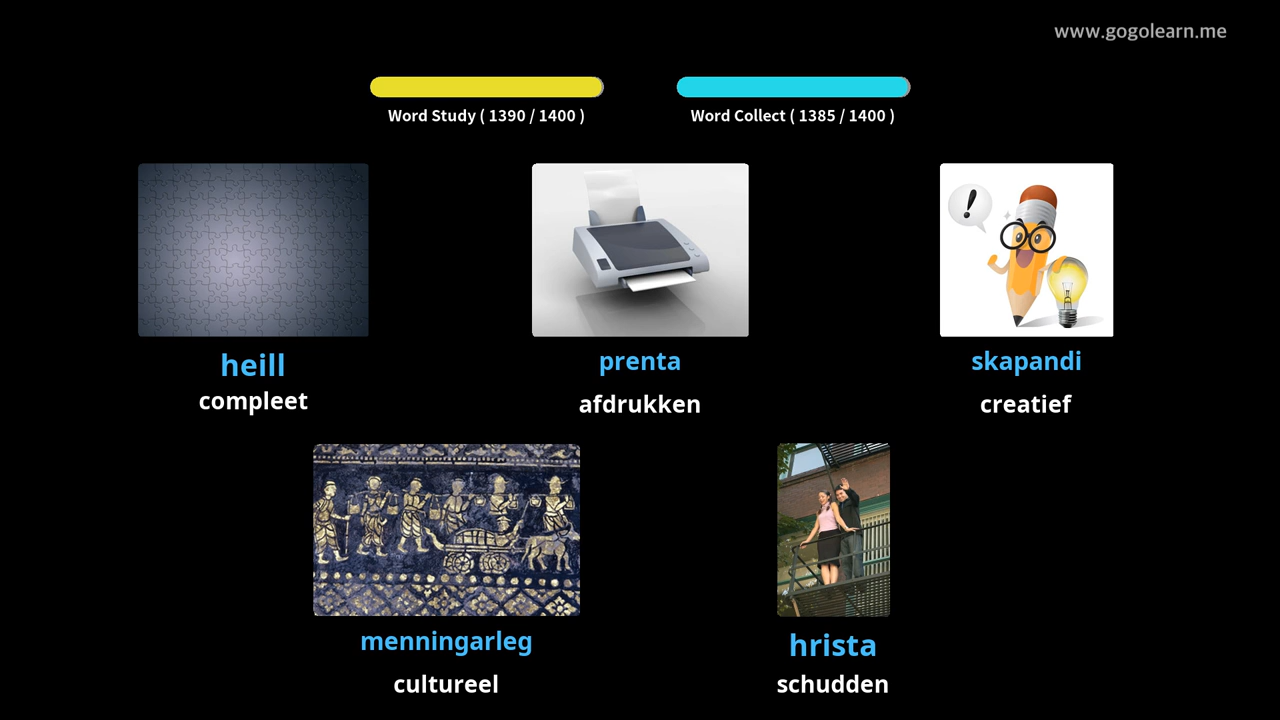 www.gogolearn.me
Word Study ( 1390 / 1400 )
Word Collect ( 1385 / 1400 )
heill
compleet
prenta
afdrukken
skapandi
creatief
menningarleg
cultureel
hrista
schudden